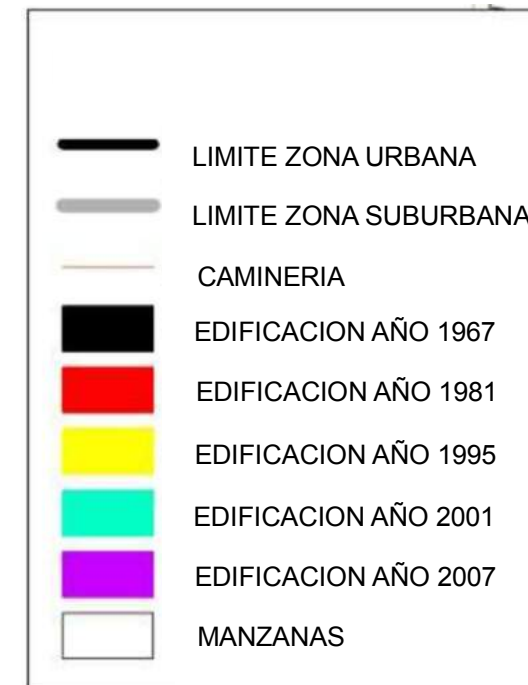 LIMITE ZONA URBANA
LIMITE ZONA SUBURBANA
CAMINERIA
EDIFICACION AÑO 1967
EDIFICACION AÑO 1981
EDIFICACION AÑO 1995
EDIFICACION AÑO 2001
EDIFICACION AÑO 2007
MANZANAS